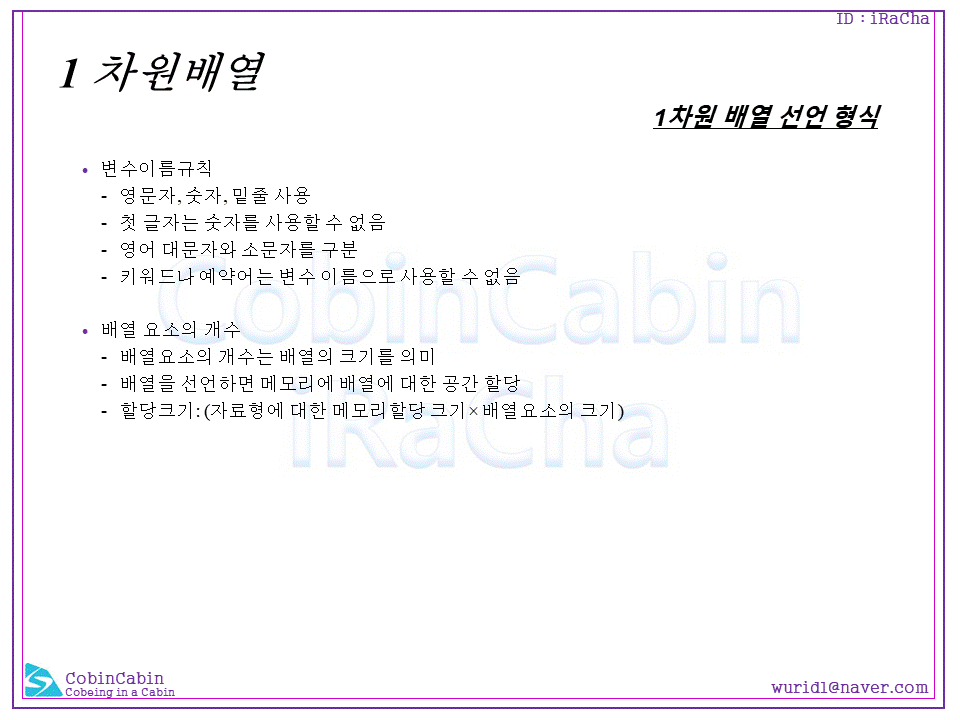 ID : iRaCha
1 차원배열
1차원 배열 선언 형식
• 변수이름규칙
- 영문자, 숫자, 밑줄 사용
- 첫 글자는 숫자를 사용할 수 없음
- 영어 대문자와 소문자를 구분
- 키워드나 예약어는 변수 이름으로 사용할 수 없음
• 배열 요소의 개수
- 배열요소의 개수는 배열의 크기를 의미
- 배열을 선언하면 메모리에 배열에 대한 공간 할당
- 할당크기: (자료형에 대한 메모리할당 크기 × 배열요소의 크기)
CobinCabin
iRaCha
CobinCabin
Cobeing in a Cabin
wurid1@naver.com